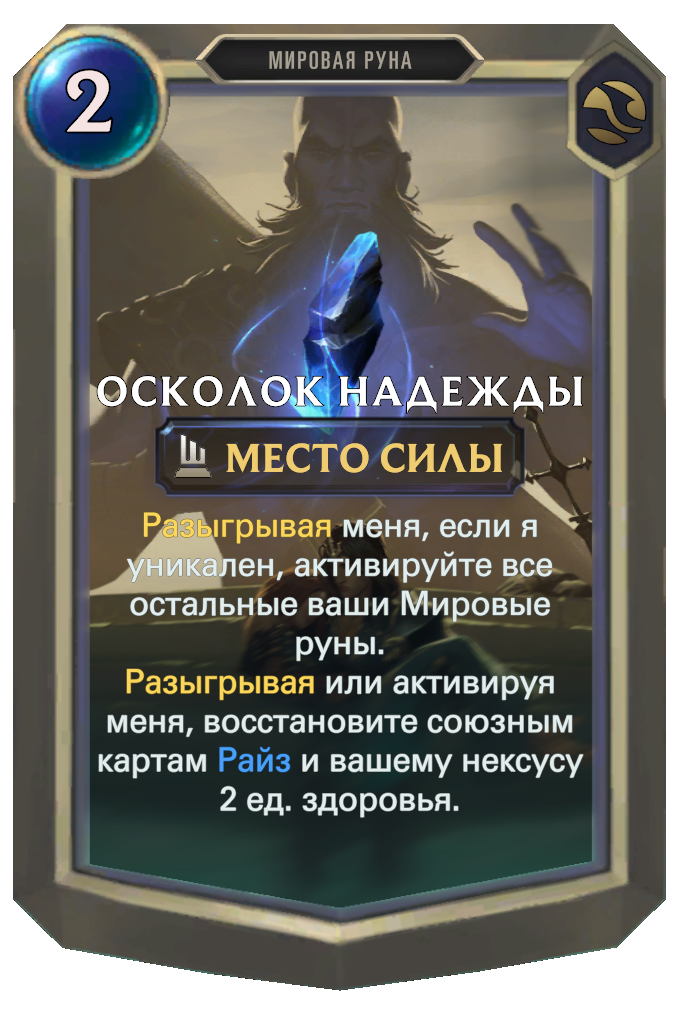 МИРОВАЯ РУНА
2
ОСКОЛОК НАДЕЖДЫ
МЕСТО СИЛЫ
Разыгрывая меня, если я
уникален, активируйте все
остальные ваши Мировые
руны.
Разыгрывая или активируя
меня, восстановите союзным
картам Райз и вашему нексусу
2 ед. здоровья.